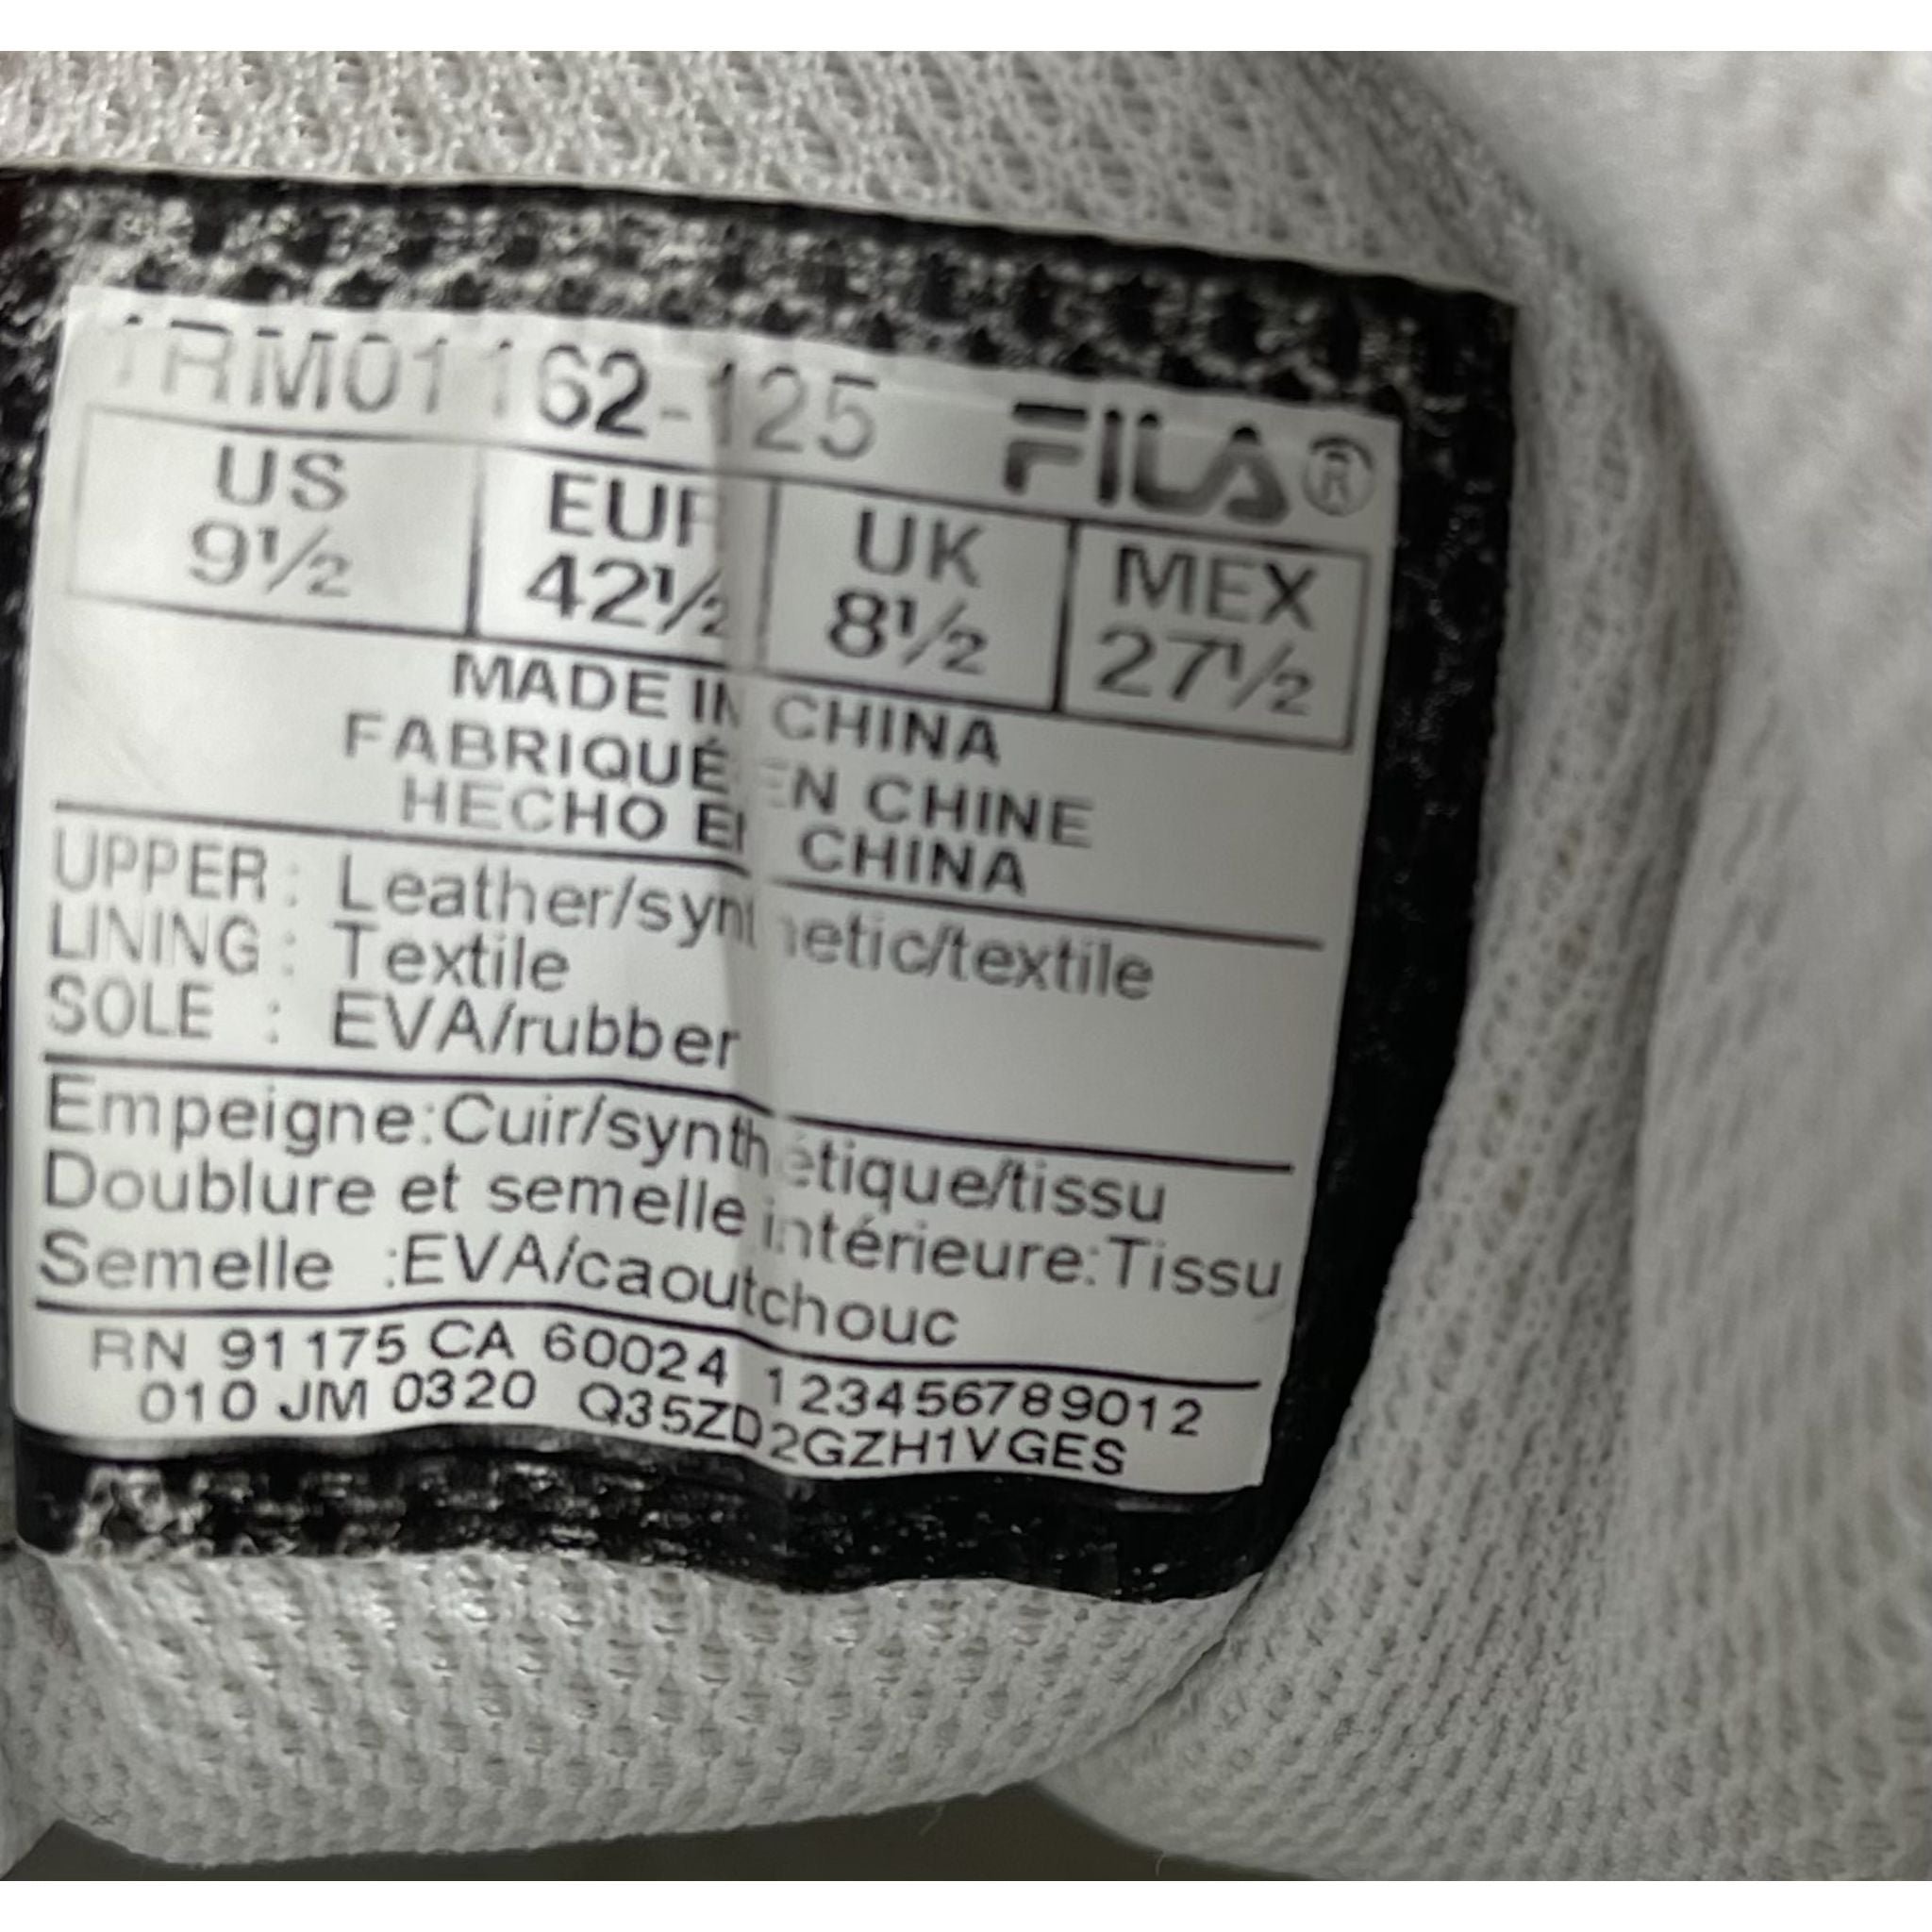 1RM01162-125 FILA®
US EUR UK MEX
9½ 42½ 8½ 27½
MADE IN CHINA
FABRIQUÉ EN CHINE
HECHO EN CHINA
UPPER : Leather/synthetic/textile
LINING : Textile
SOLE : EVA/rubber
Empeigne:Cuir/synthétique/tissu
Doublure et semelle intérieure:Tissu
Semelle :EVA/caoutchouc
RN 91175 CA 60024 123456789012
010 JM 0320 Q35ZD2GZH1VGES